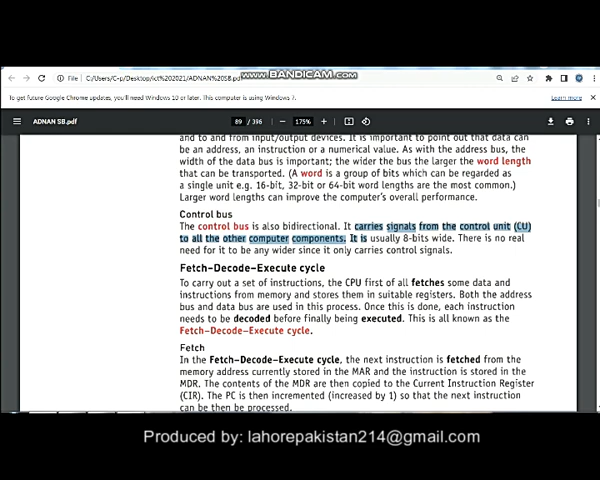 WWW.BANDICAM.COM
File C:/Users/C-p/Desktop/ict%202021/ADNAN%20SB.pdf
To get future Google Chrome updates, you'll need Windows 10 or later. This computer is using Windows 7. Learn more
ADNAN SB.pdf 89 / 396 175%
and to and from input/output devices. It is important to point out that data can
be an address, an instruction or a numerical value. As with the address bus, the
width of the data bus is important; the wider the bus the larger the word length
that can be transported. (A word is a group of bits which can be regarded as
a single unit e.g. 16-bit, 32-bit or 64-bit word lengths are the most common.)
Larger word lengths can improve the computer's overall performance.
Control bus
The control bus is also bidirectional. It carries signals from the control unit (CU)
to all the other computer components. It is usually 8-bits wide. There is no real
need for it to be any wider since it only carries control signals.
Fetch–Decode–Execute cycle
To carry out a set of instructions, the CPU first of all fetches some data and
instructions from memory and stores them in suitable registers. Both the address
bus and data bus are used in this process. Once this is done, each instruction
needs to be decoded before finally being executed. This is all known as the
Fetch–Decode–Execute cycle.
Fetch
In the Fetch–Decode–Execute cycle, the next instruction is fetched from the
memory address currently stored in the MAR and the instruction is stored in the
MDR. The contents of the MDR are then copied to the Current Instruction Register
(CIR). The PC is then incremented (increased by 1) so that the next instruction
can be then be processed.
Produced by: lahorepakistan214@gmail.com